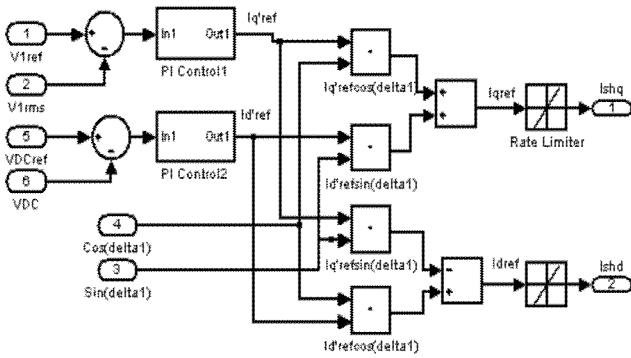 Iq'ref
1
V1ref
In1 Out1
PI Control1
2
V1rms
Iq'refcos(delta1)
Iqref
Ishq
1
Rate Limiter
5
VDCref
Id'ref
In1 Out1
PI Control2
6
VDC
Id'refsin(delta1)
4
Cos(delta1)
3
Sin(delta1)
Iq'refsin(delta1)
Idref
Ishd
2
Id'refcos(delta1)